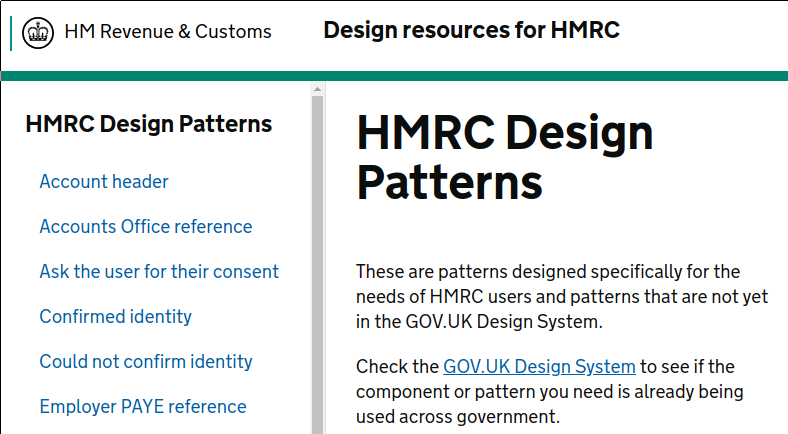 HM Revenue & Customs
Design resources for HMRC
HMRC Design Patterns
Account header
Accounts Office reference
Ask the user for their consent
Confirmed identity
Could not confirm identity
Employer PAYE reference
HMRC Design
Patterns
These are patterns designed specifically for the
needs of HMRC users and patterns that are not yet
in the GOV.UK Design System.
Check the GOV.UK Design System to see if the
component or pattern you need is already being
used across government.